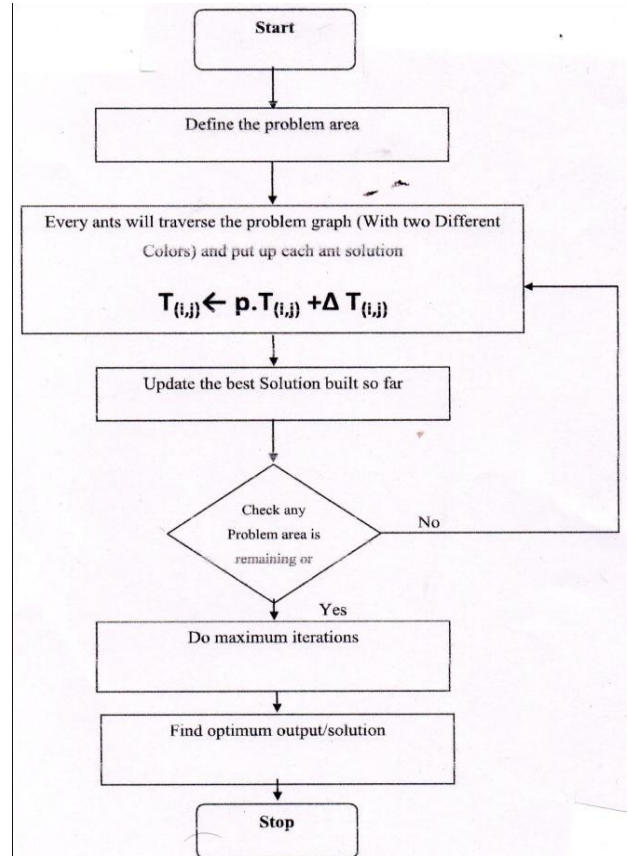 Start
Define the problem area
Every ants will traverse the problem graph (With two Different
Colors) and put up each ant solution
T(i,j)← p.T(i,j) +Δ T(i,j)
Update the best Solution built so far
Check any
Problem area is
remaining or
No
Yes
Do maximum iterations
Find optimum output/solution
Stop